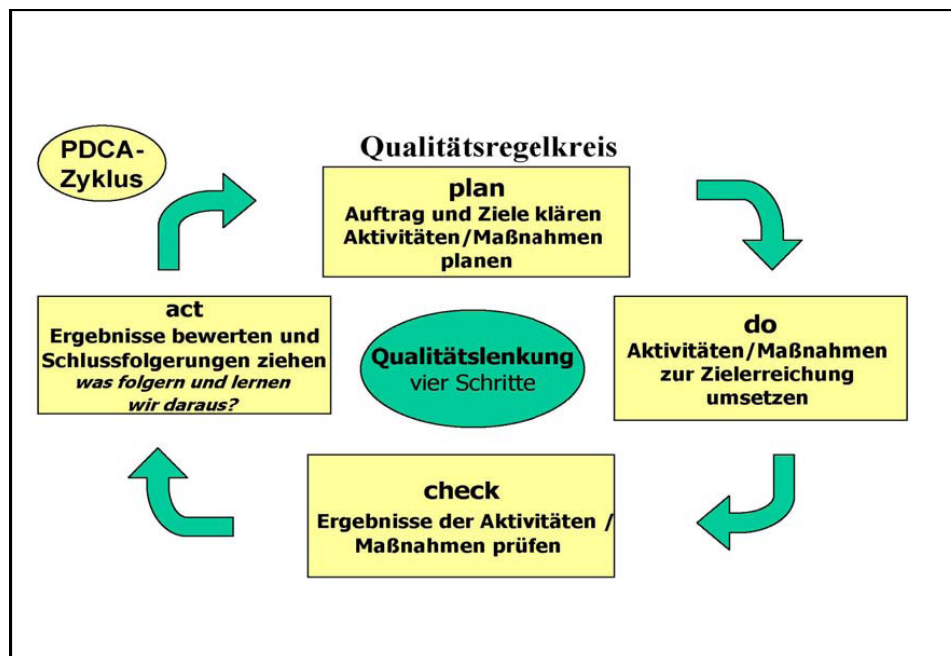 PDCA-
Zyklus
Qualitätsregelkreis
plan
Auftrag und Ziele klären
Aktivitäten/Maßnahmen
planen
act
Ergebnisse bewerten und
Schlussfolgerungen ziehen
was folgern und lernen
wir daraus?
Qualitätslenkung
vier Schritte
do
Aktivitäten/Maßnahmen
zur Zielerreichung
umsetzen
check
Ergebnisse der Aktivitäten /
Maßnahmen prüfen